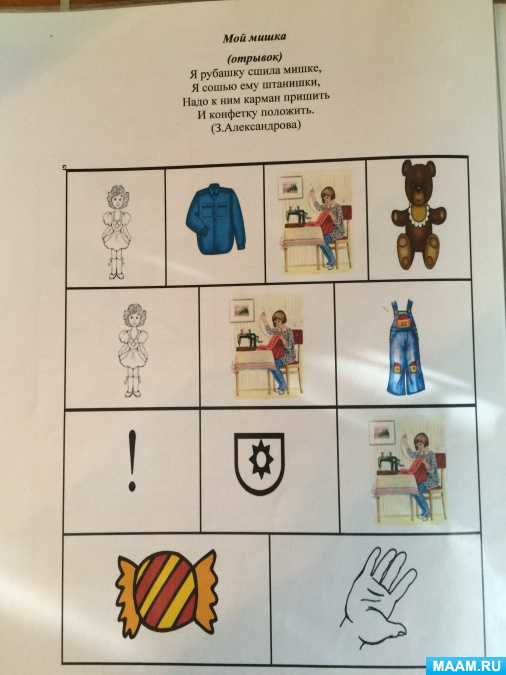 Мой мишка
(отрывок)
Я рубашку сшила мишке,
Я сошью ему штанишки,
Надо к ним карман пришить
И конфетку положить.
(З.Александрова)
!
MAAM.RU